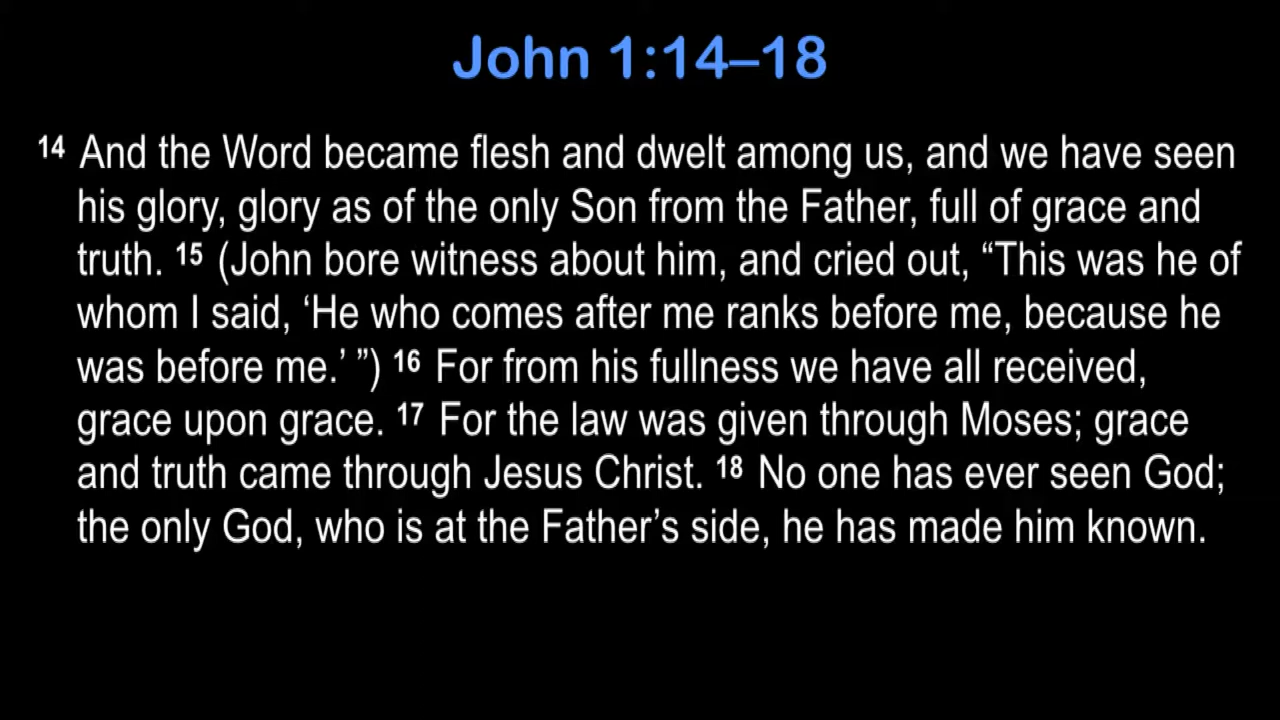 John 1:14–18
14 And the Word became flesh and dwelt among us, and we have seen
his glory, glory as of the only Son from the Father, full of grace and
truth. 15 (John bore witness about him, and cried out, “This was he of
whom I said, ‘He who comes after me ranks before me, because he
was before me.’ ”) 16 For from his fullness we have all received,
grace upon grace. 17 For the law was given through Moses; grace
and truth came through Jesus Christ. 18 No one has ever seen God;
the only God, who is at the Father’s side, he has made him known.